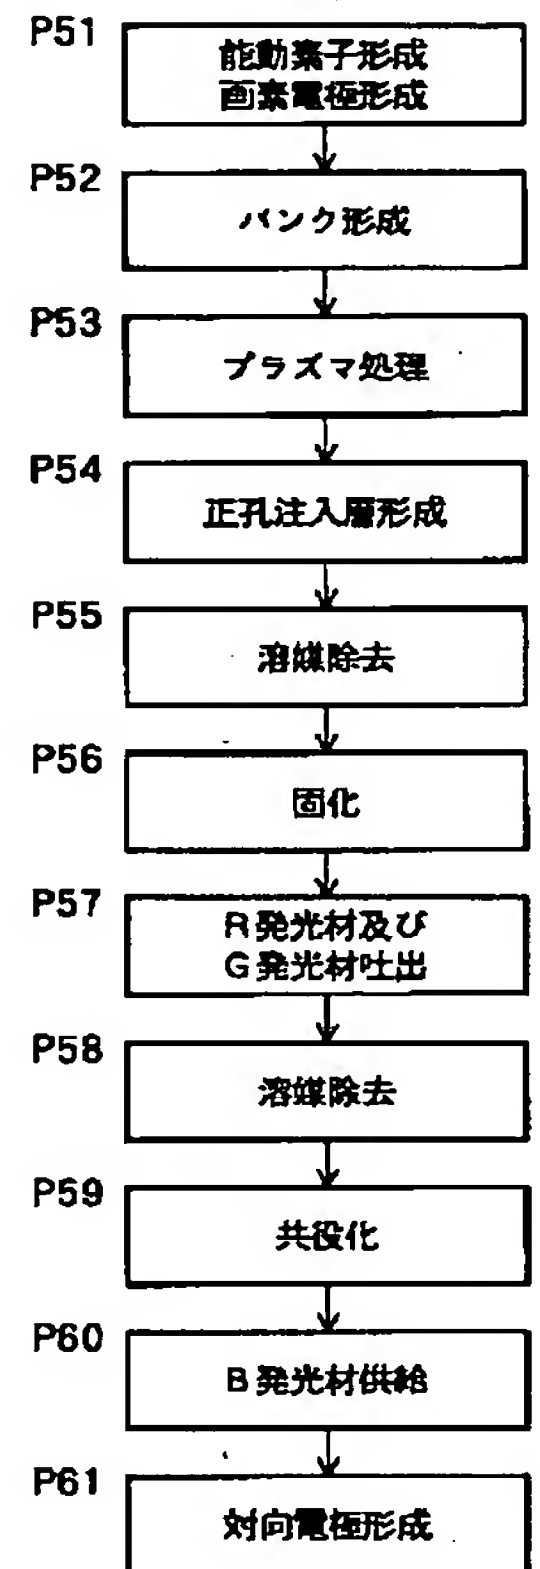 P51
能動素子形成
画素電極形成
P52
バンク形成
P53
プラズマ処理
P54
正孔注入層形成
P55
溶媒除去
P56
固化
P57
R発光材及び
G発光材吐出
P58
溶媒除去
P59
共役化
P60
B発光材供給
P61
対向電極形成